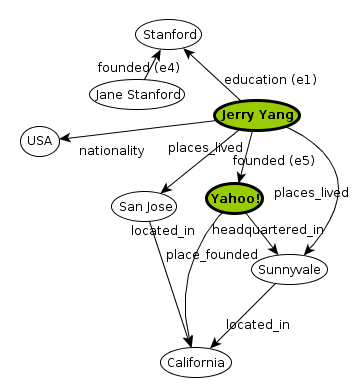 Stanford
founded (e4)
education (e1)
Jane Stanford
Jerry Yang
USA
nationality
places_lived
founded (e5)
places_lived
San Jose
Yahoo!
located_in
headquartered_in
place_founded
Sunnyvale
located_in
California